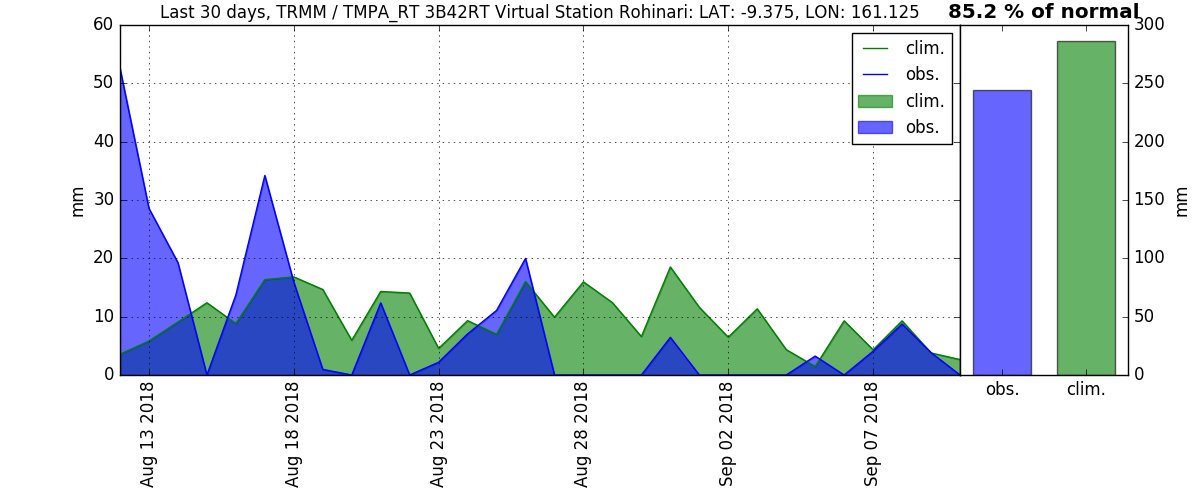 Last 30 days, TRMM / TMPA_RT 3B42RT Virtual Station Rohinari: LAT: -9.375, LON: 161.125
85.2 % of normal
60
50
40
30
20
10
0
mm
clim.
obs.
clim.
obs.
Aug 13 2018
Aug 18 2018
Aug 23 2018
Aug 28 2018
Sep 02 2018
Sep 07 2018
300
250
200
150
100
50
0
mm
obs.
clim.